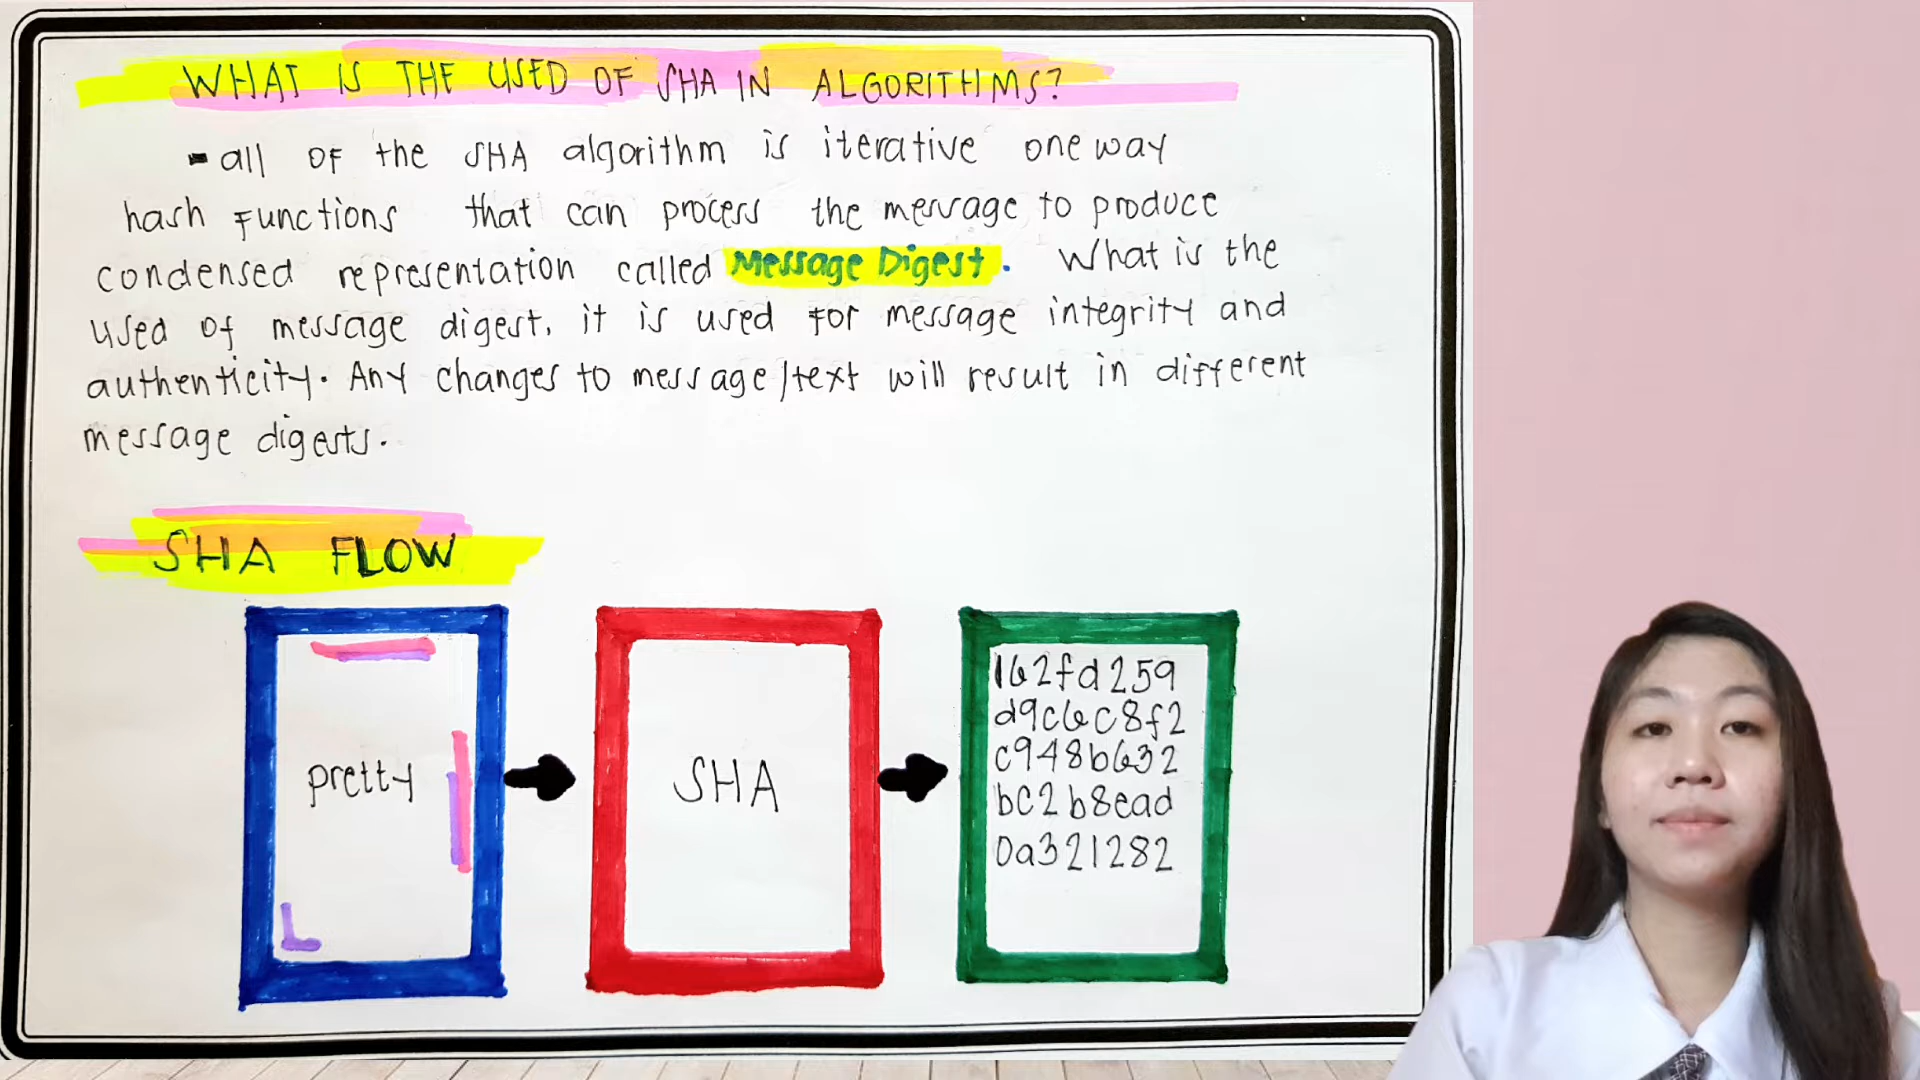 WHAT IS THE USED OF SHA IN ALGORITHMS?
- all OF the SHA algorithm is iterative one way
hash Functions that can process the message to produce
condensed representation called Message Digest. What is the
used of message digest, it is used for message integrity and
authenticity. Any changes to message/text will result in different
message digests.
SHA FLOW
pretty
SHA
162fd259
d9c6c8f2
c948b632
bc2b8ead
0a321282